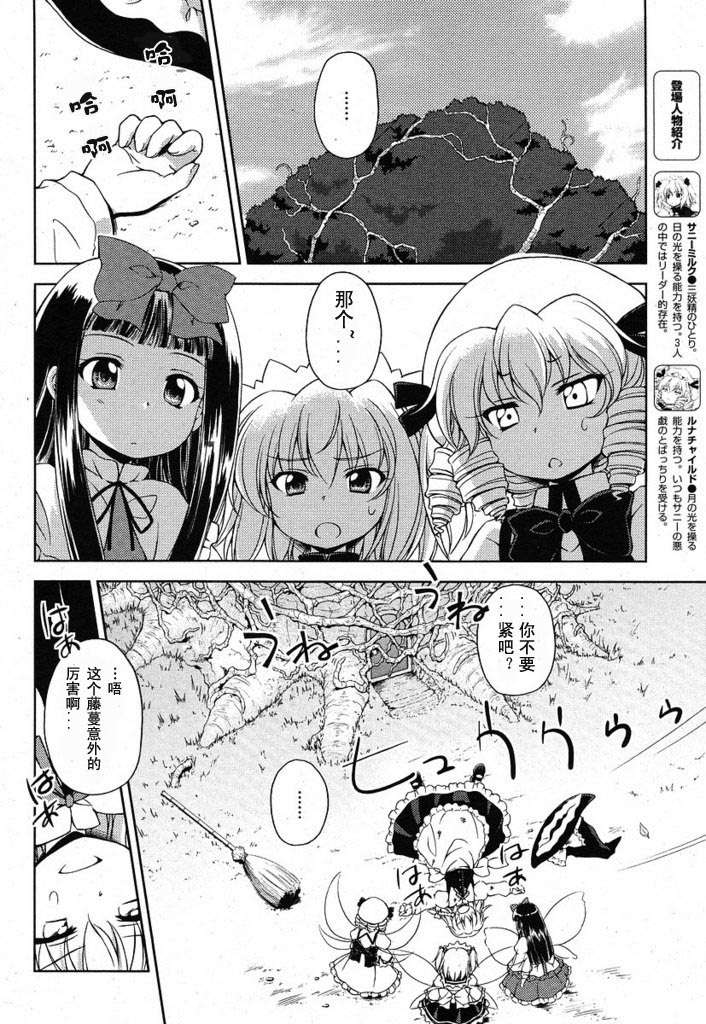 登場人物紹介
サニーミルク●三妖精のひとり。
日の光を操る能力を持つ。3人
の中ではリーダー的存在。
ルナチャイルド●月の光を操る
能力を持つ。いつもサニーの悪
戯のとばっちりを受ける。
……
哈
啊
哈
啊
那个~
...
…你不要
紧吧？
うね
うね
ヒュウウゥゥ
……
はぁ
はぁ
…唔
这个藤蔓意外的
厉害啊...
はぁ
はぁ